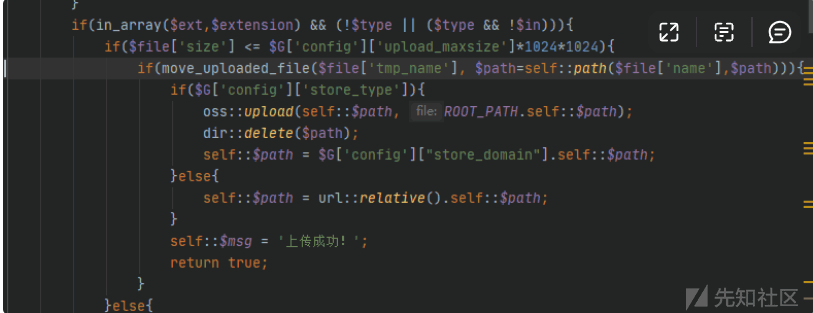 }
if(in_array($ext,$extension) && (!$type || ($type && !$in))){
if($file['size'] <= $G['config']['upload_maxsize']*1024*1024){
if(move_uploaded_file($file['tmp_name'], $path=self::path($file['name'],$path))){
if($G['config']['store_type']){
oss::upload(self::$path, file: ROOT_PATH.self::$path);
dir::delete($path);
self::$path = $G['config']["store_domain"].self::$path;
}else{
self::$path = url::relative().self::$path;
}
self::$msg = '上传成功! ';
return true;
}
}else{
先知社区